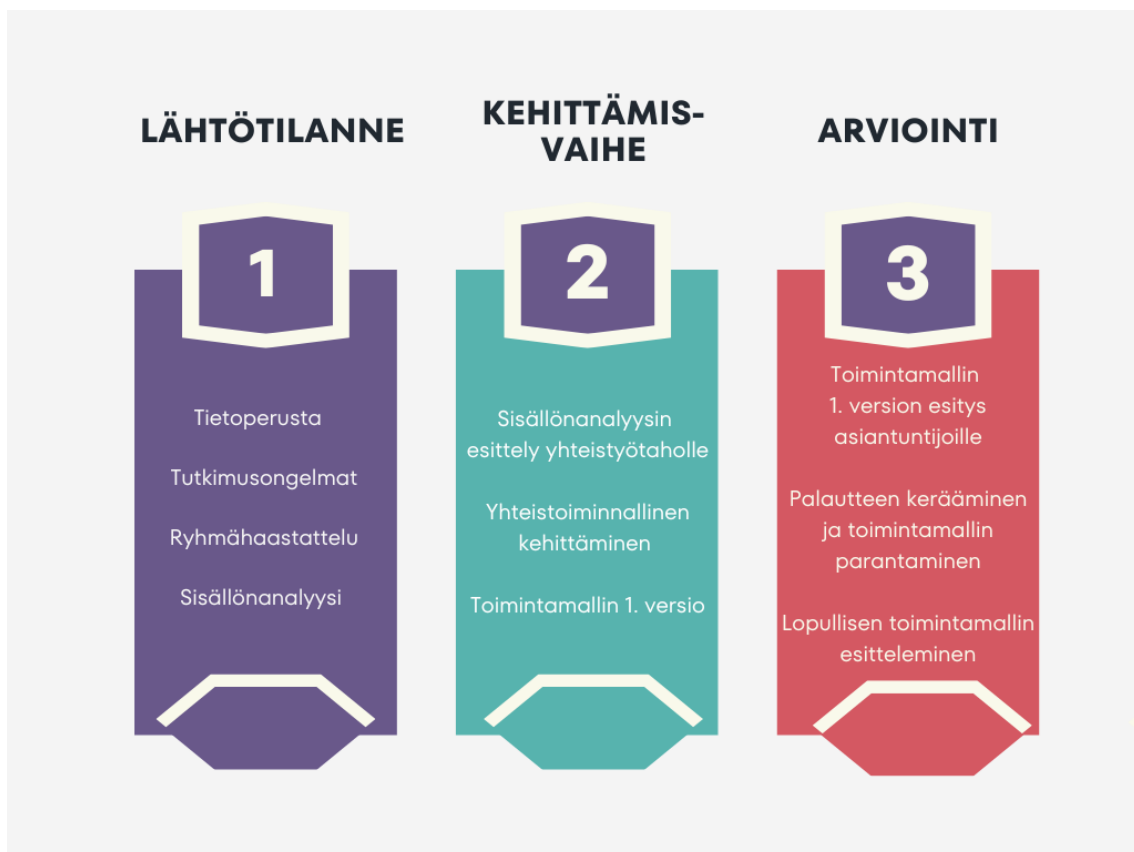 LÄHTÖTILANNE
1
Tietoperusta
Tutkimusongelmat
Ryhmähaastattelu
Sisällönanalyysi
KEHITTÄMIS-
VAIHE
2
Sisällönanalyysin
esittely yhteistyötaholle
Yhteistoiminnallinen
kehittäminen
Toimintamallin 1. versio
ARVIOINTI
3
Toimintamallin
1. version esitys
asiantuntijoille
Palautteen kerääminen
ja toimintamallin
parantaminen
Lopullisen toimintamallin
esitteleminen